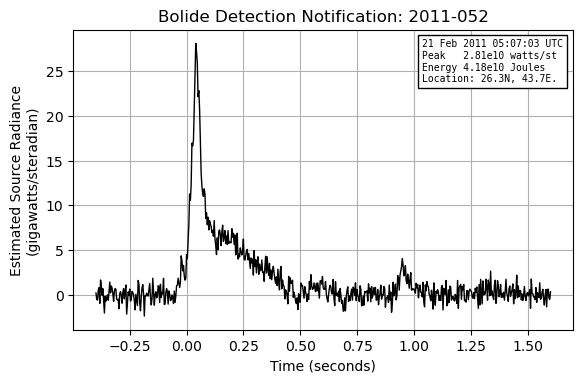 Bolide Detection Notification: 2011-052
21 Feb 2011 05:07:03 UTC
Peak   2.81e10 watts/st
Energy 4.18e10 Joules
Location: 26.3N, 43.7E.
Estimated Source Radiance
(gigawatts/steradian)
25
20
15
10
5
0
−0.25 0.00 0.25 0.50 0.75 1.00 1.25 1.50
Time (seconds)